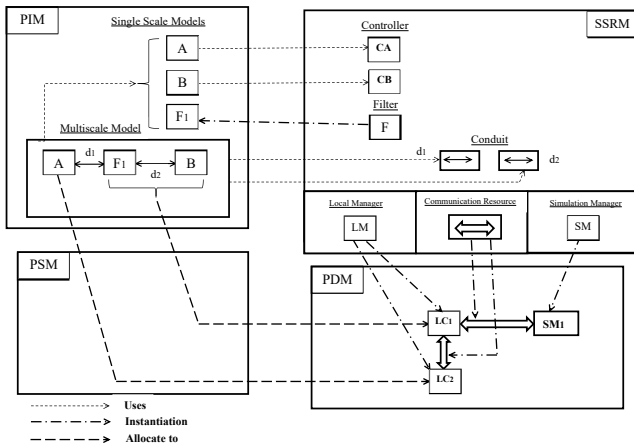 PIM
Single Scale Models
A
B
F1
Multiscale Model
A
d1
F1
d2
B
Controller
SSRM
CA
CB
Filter
F
Conduit
d1
d2
Local Manager
Communication Resource
Simulation Manager
LM
SM
PSM
PDM
LC1
SM1
LC2
Uses
Instantiation
Allocate to